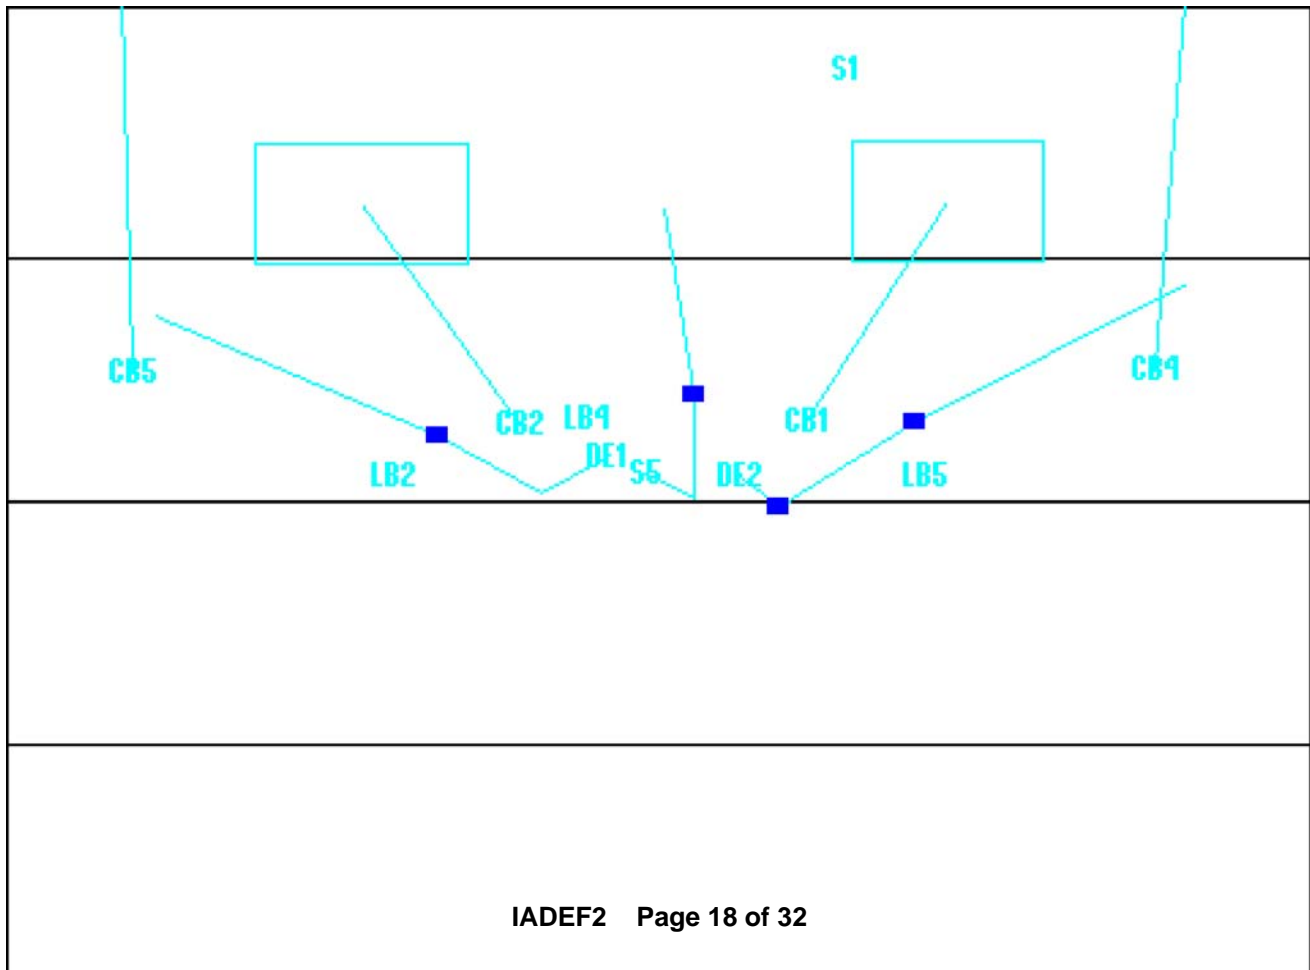 S1
CB5
CB4
CB2
LB4
CB1
DE1
S5
DE2
LB2
LB5
IADEF2 Page 18 of 32